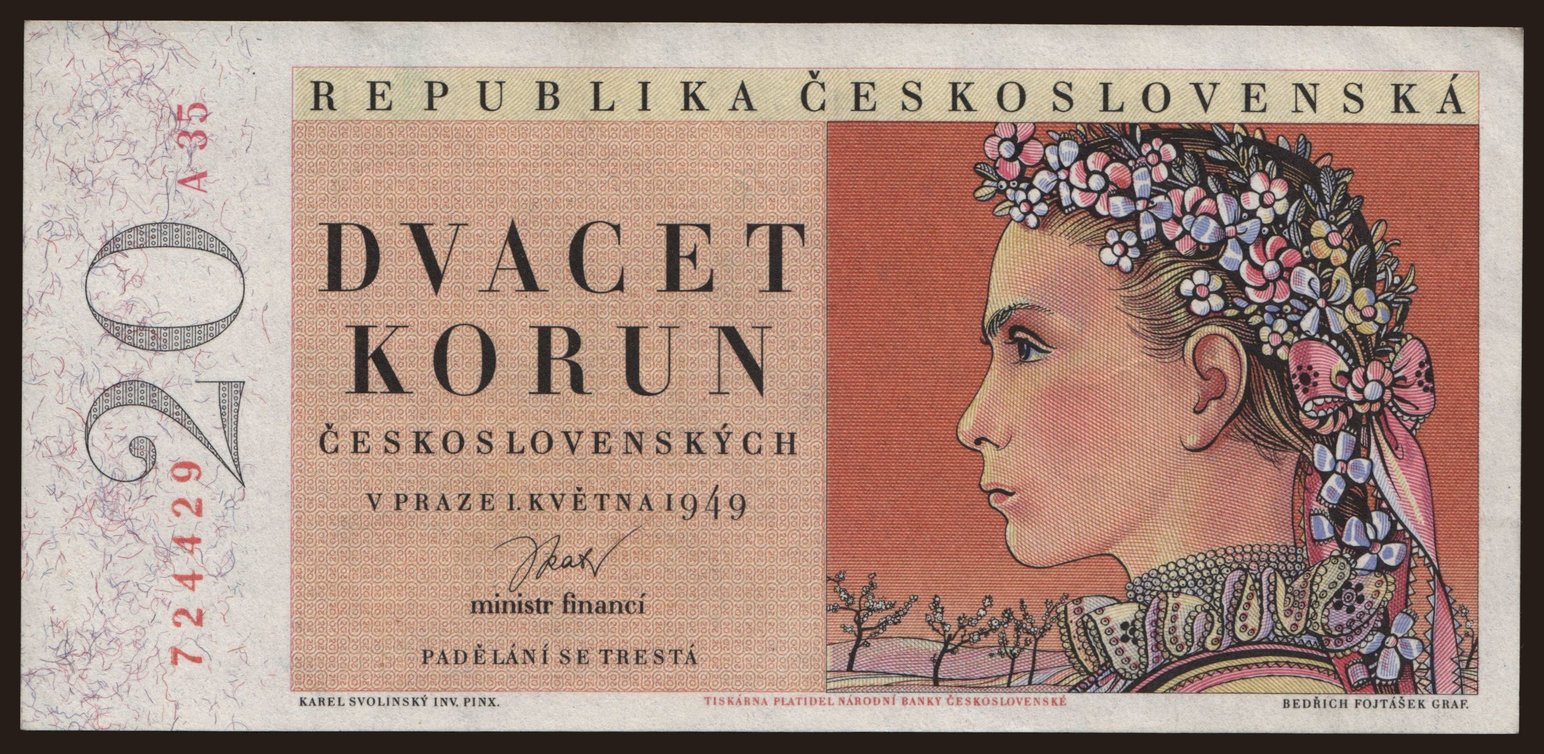 REPUBLIKA ČESKOSLOVENSKÁ
DVACET
KORUN
ČESKOSLOVENSKÝCH
V PRAZE 1. KVĚTNA 1949
ministr financí
PADĚLÁNÍ SE TRESTÁ
KAREL SVOLINSKÝ INV. PINX.
TISKÁRNA PLATIDEL NÁRODNÍ BANKY ČESKOSLOVENSKÉ
BEDŘICH FOJTÁŠEK GRAF.
20
A 35
724429